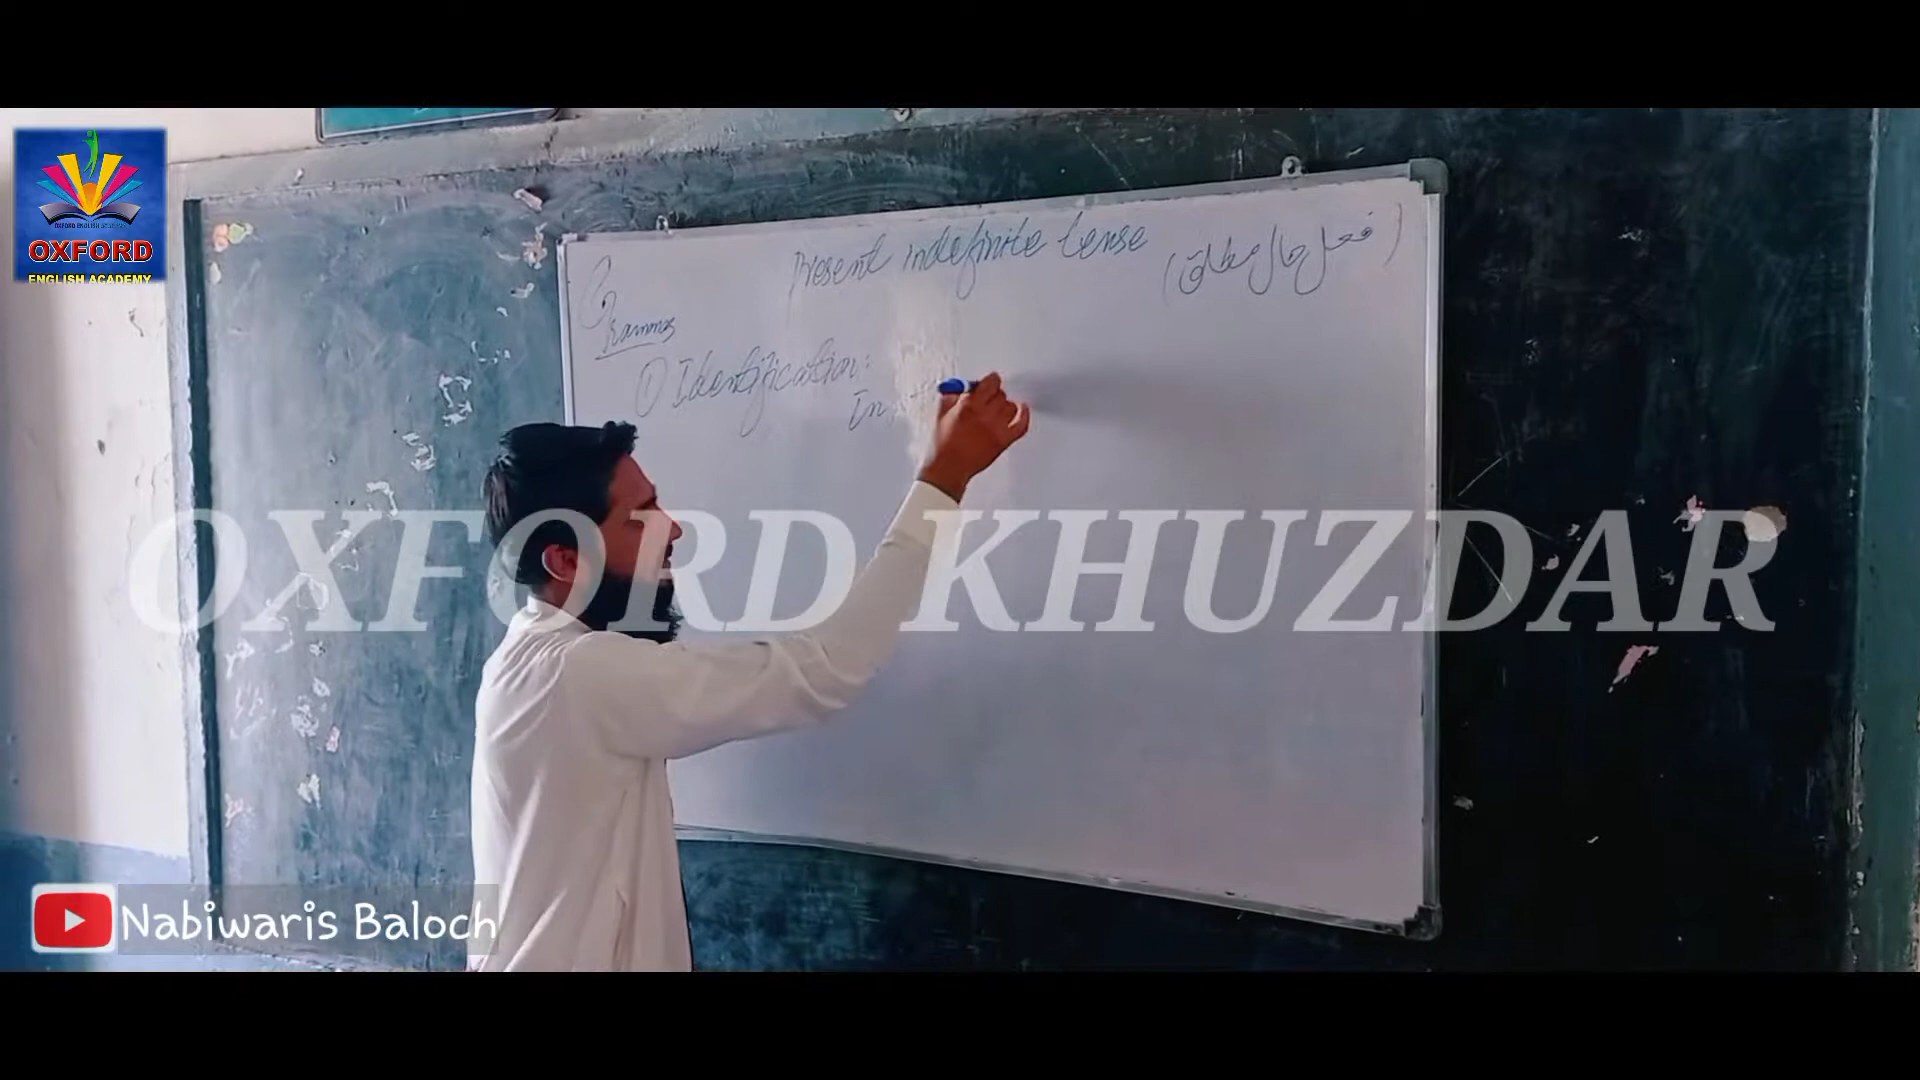 OXFORD
ENGLISH ACADEMY
Present indefinite tense (فعل حال مطلق)
Grammar
① Identification:
In
OXFORD KHUZDAR
Nabiwaris Baloch